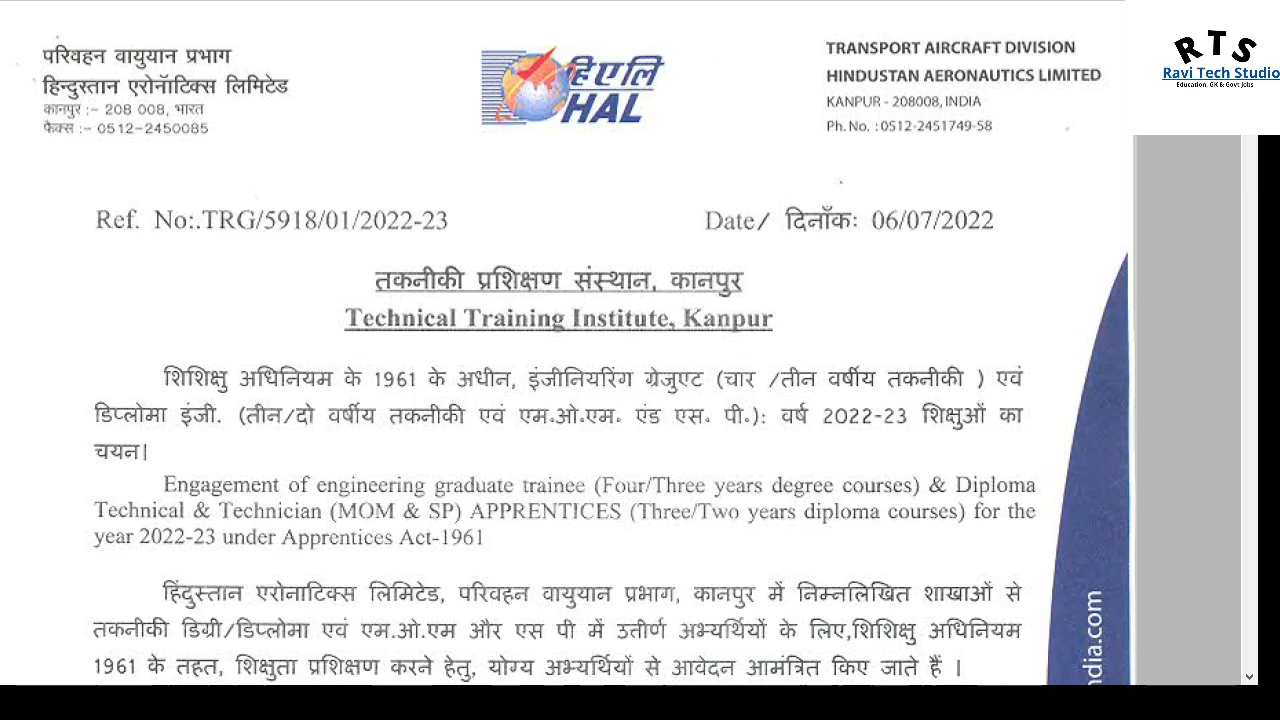 परिवहन वायुयान प्रभाग
हिन्दुस्तान एरोनॉटिक्स लिमिटेड
कानपुर :– 208 008, भारत
फैक्स :– 0512–2450085
हिएलि
HAL
TRANSPORT AIRCRAFT DIVISION
HINDUSTAN AERONAUTICS LIMITED
KANPUR - 208008, INDIA
Ph. No. : 0512-2451749-58
RTS
Ravi Tech Studio
Education, GK & Govt Jobs
Ref. No:.TRG/5918/01/2022-23
Date/ दिनाँक: 06/07/2022
तकनीकी प्रशिक्षण संस्थान, कानपुर
Technical Training Institute, Kanpur
शिशिक्षु अधिनियम के 1961 के अधीन, इंजीनियरिंग ग्रेजुएट (चार /तीन वर्षीय तकनीकी ) एवं
डिप्लोमा इंजी. (तीन/दो वर्षीय तकनीकी एवं एम॰ओ॰एम॰ एंड एस॰ पी॰): वर्ष 2022-23 शिक्षुओं का
चयन|
Engagement of engineering graduate trainee (Four/Three years degree courses) & Diploma
Technical & Technician (MOM & SP) APPRENTICES (Three/Two years diploma courses) for the
year 2022-23 under Apprentices Act-1961
हिंदुस्तान एरोनाटिक्स लिमिटेड, परिवहन वायुयान प्रभाग, कानपुर में निम्नलिखित शाखाओं से
तकनीकी डिग्री/डिप्लोमा एवं एम.ओ.एम और एस पी में उत्तीर्ण अभ्यर्थियों के लिए,शिशिक्षु अधिनियम
1961 के तहत, शिक्षुता प्रशिक्षण करने हेतु, योग्य अभ्यर्थियों से आवेदन आमंत्रित किए जाते हैं |
ndia.com